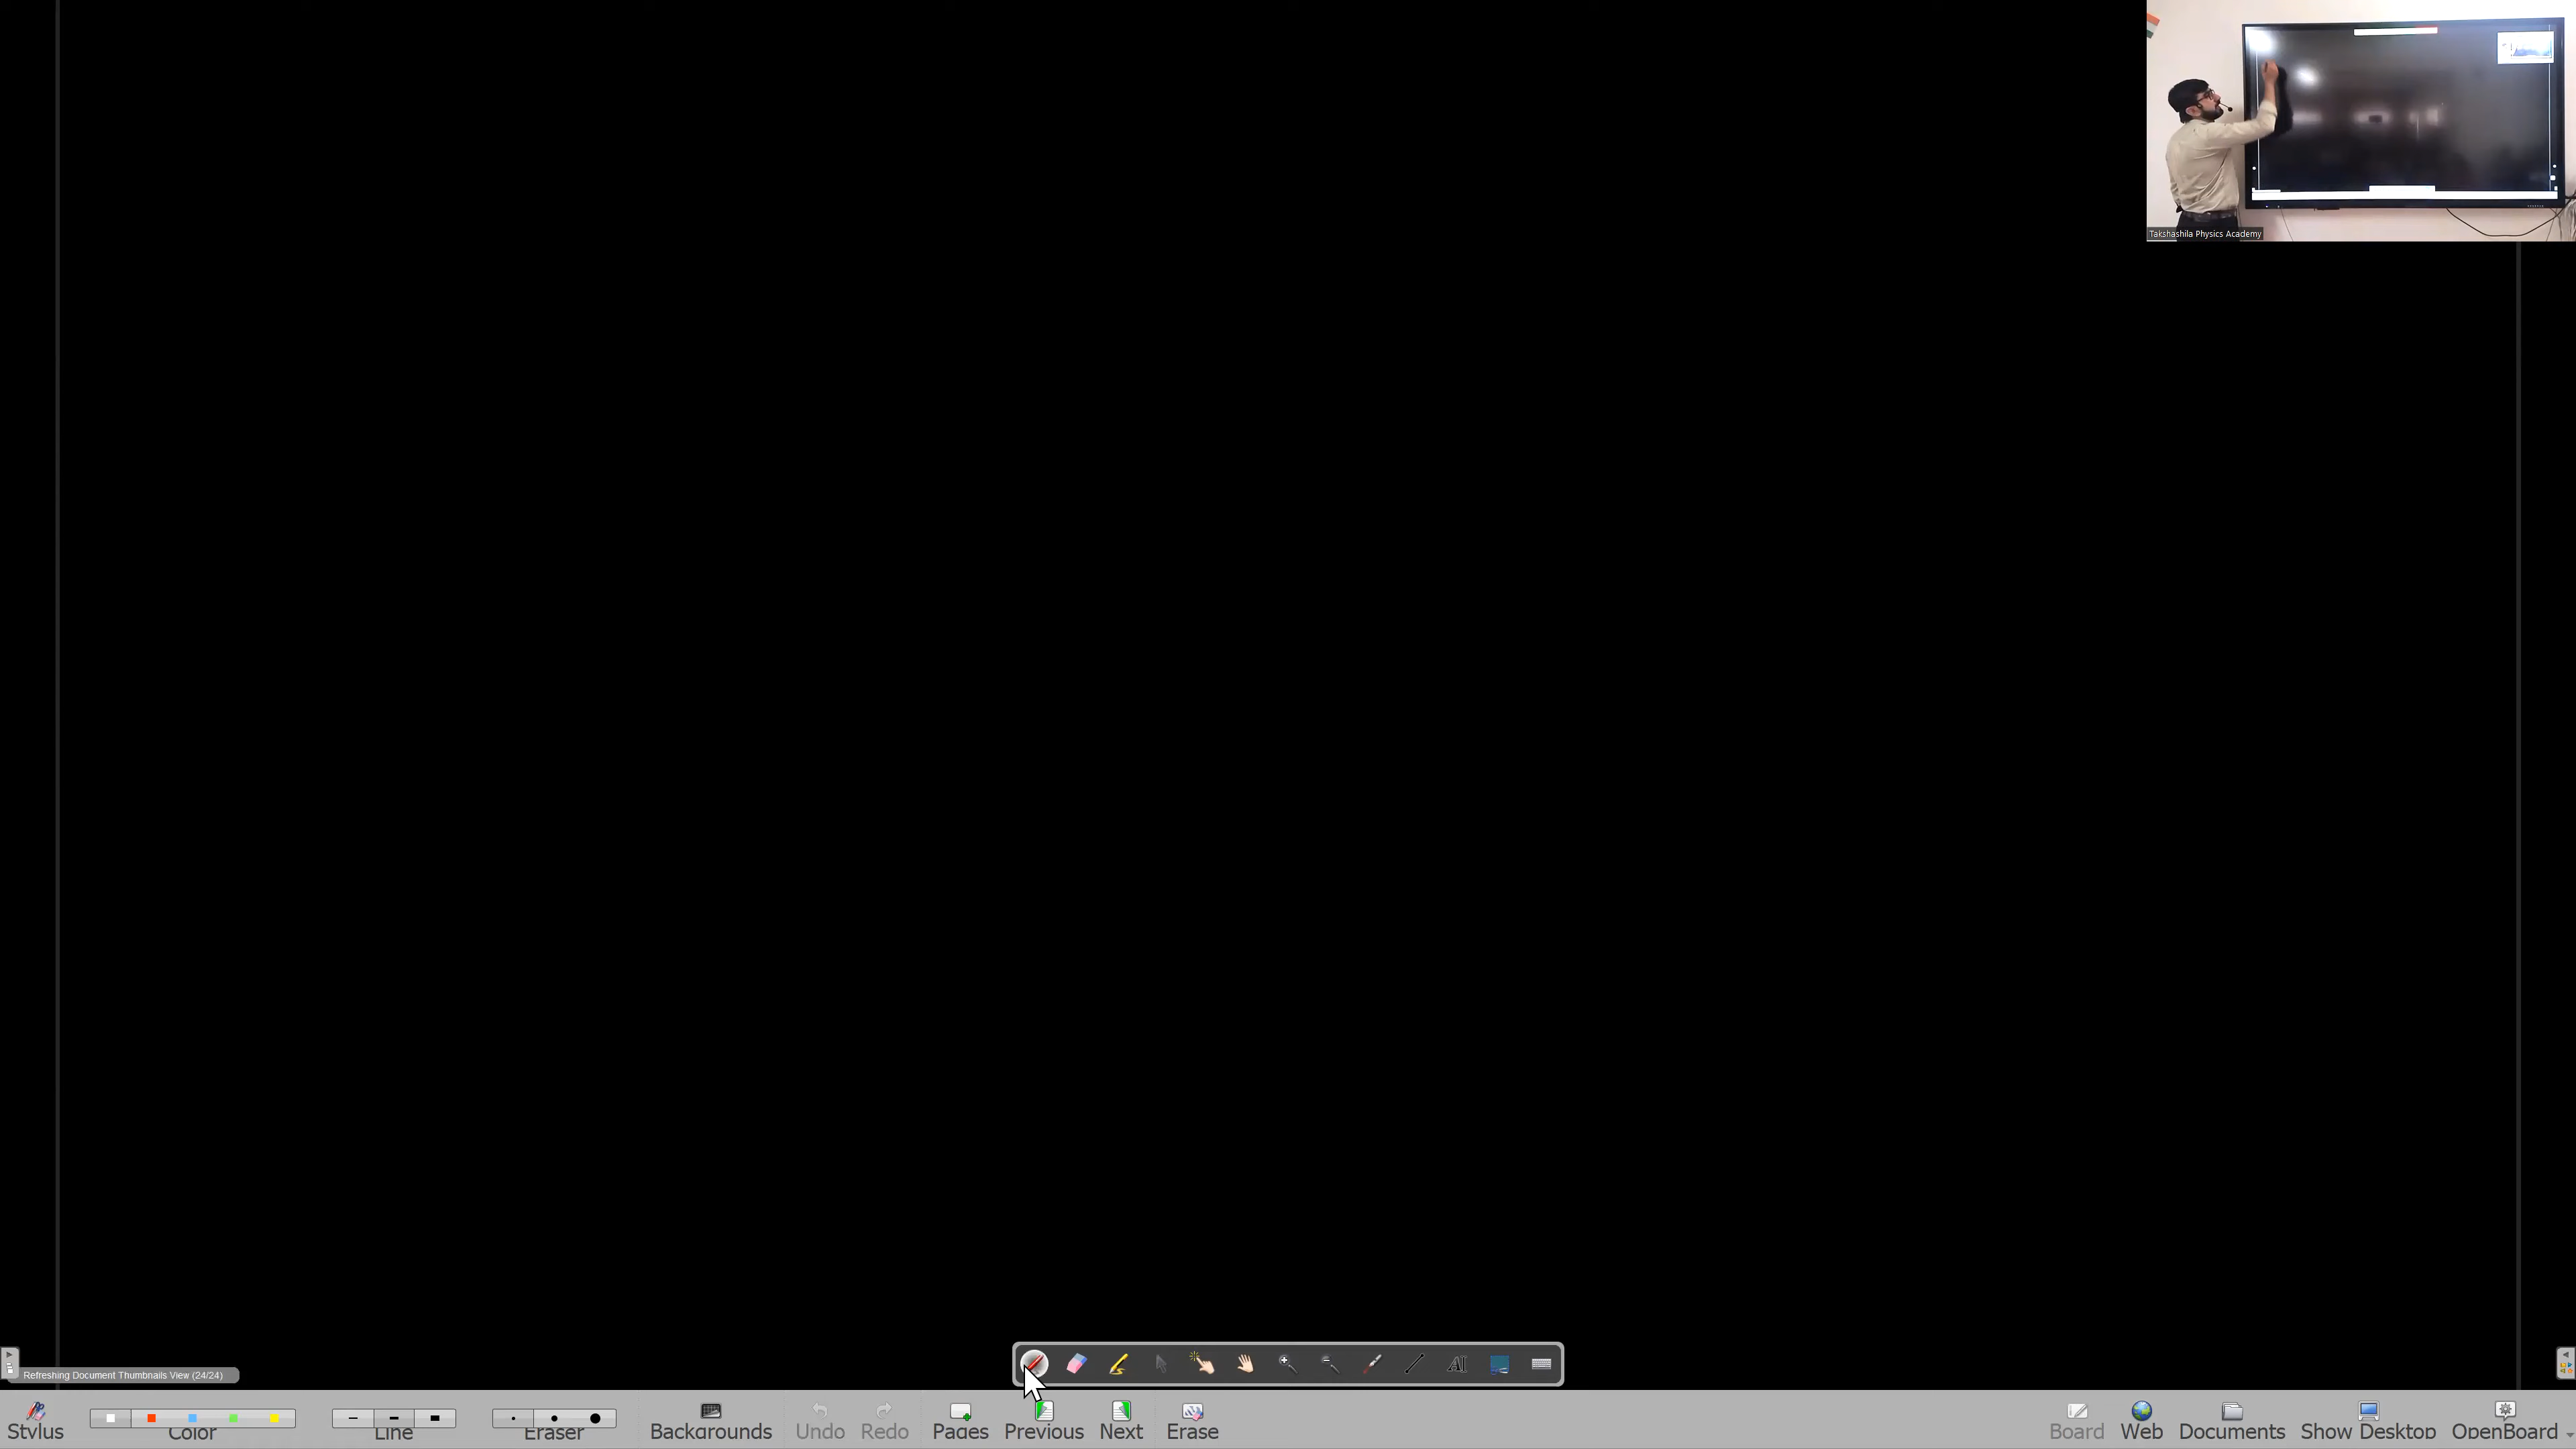 Takshashila Physics Academy
Refreshing Document Thumbnails View (24/24)
Stylus
Color
Line
Eraser
Backgrounds
Undo
Redo
Pages
Previous
Next
Erase
Board
Web
Documents
Show Desktop
OpenBoard